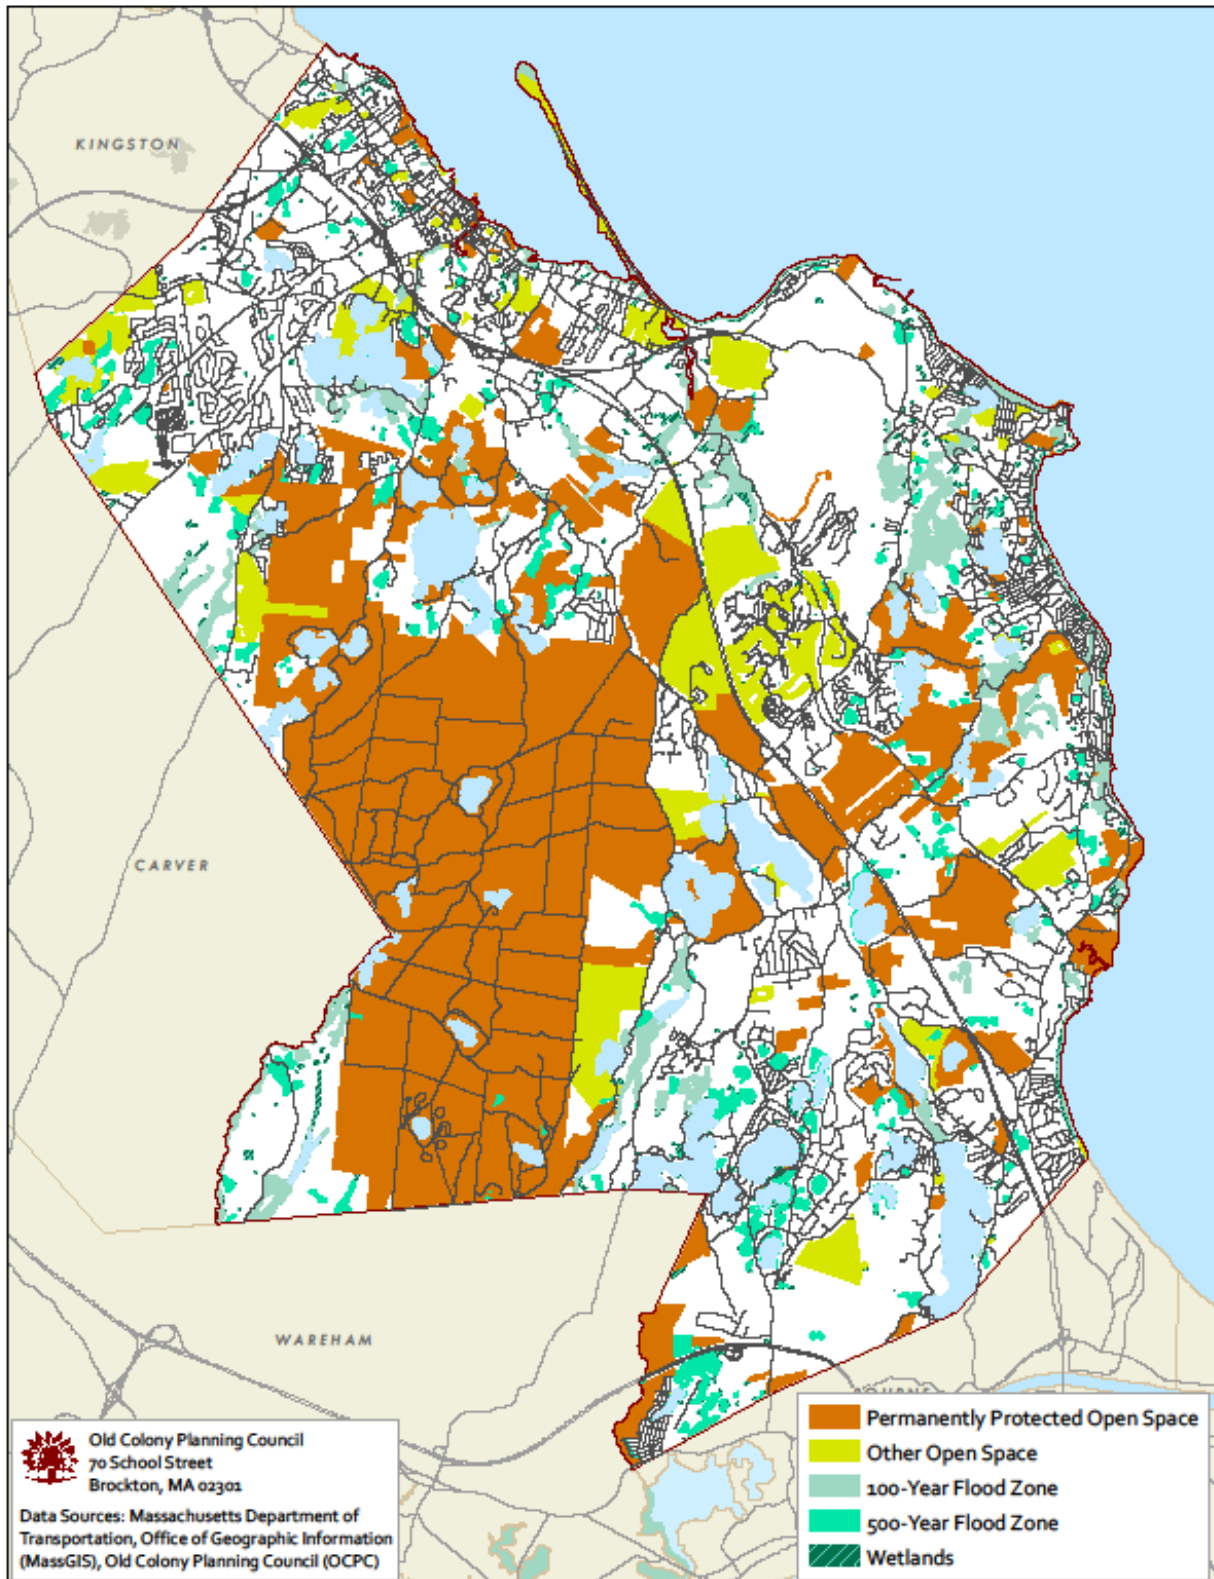 KINGSTON
CARVER
WAREHAM
BOURNE
Old Colony Planning Council
70 School Street
Brockton, MA 02301
Data Sources: Massachusetts Department of
Transportation, Office of Geographic Information
(MassGIS), Old Colony Planning Council (OCPC)
Permanently Protected Open Space
Other Open Space
100-Year Flood Zone
500-Year Flood Zone
Wetlands